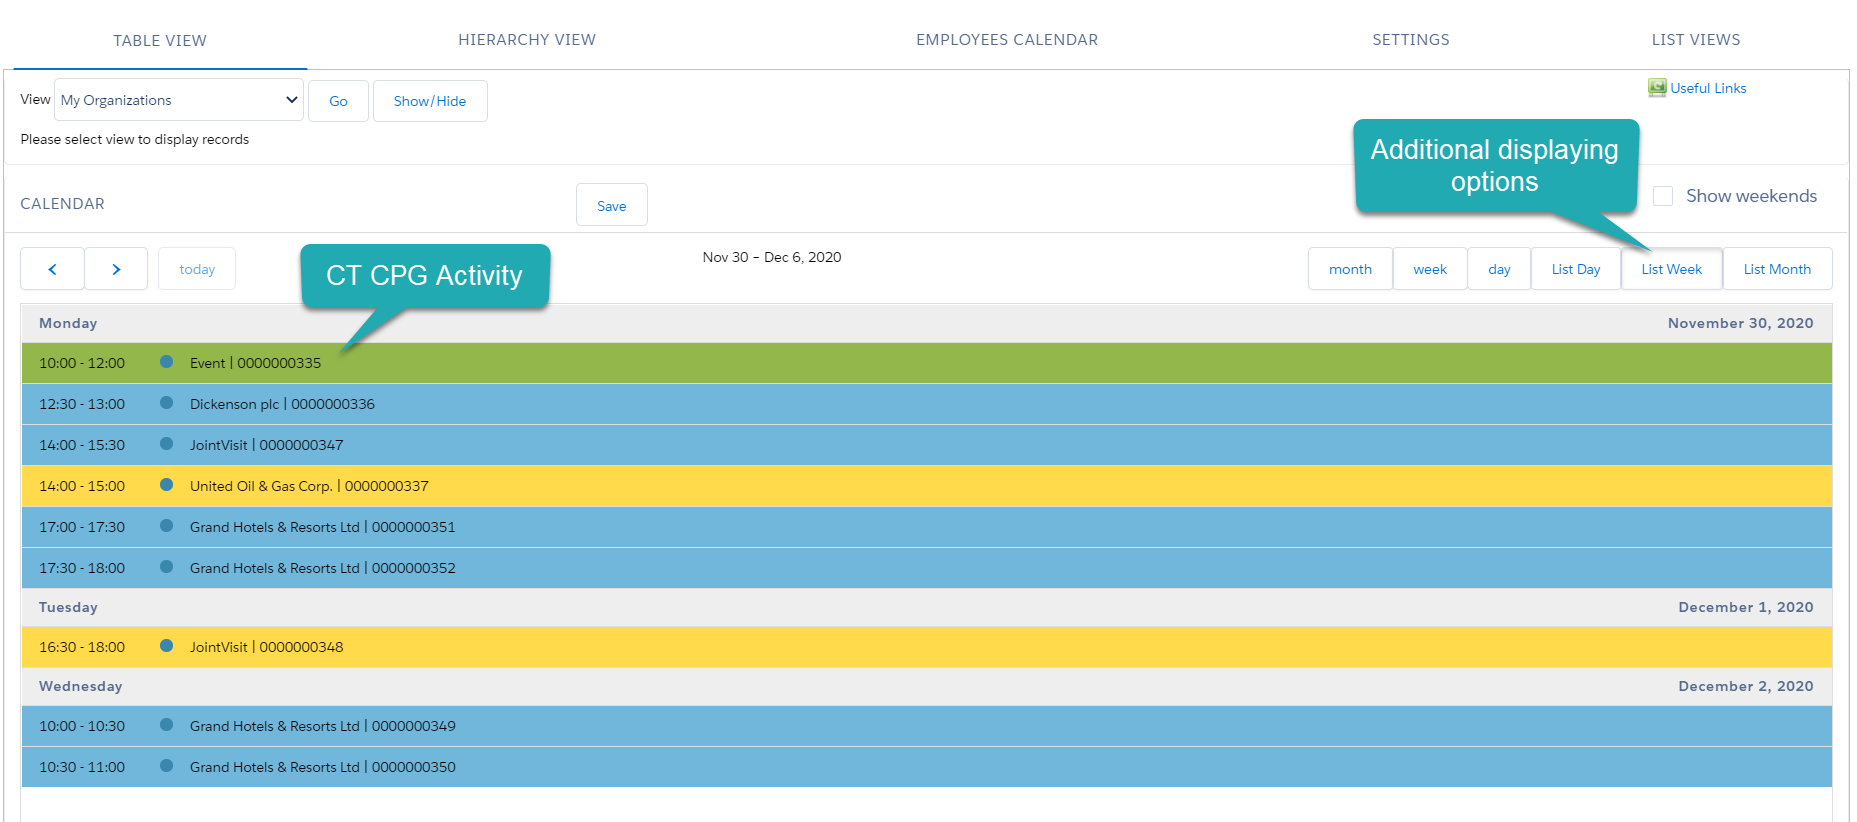 TABLE VIEW HIERARCHY VIEW EMPLOYEES CALENDAR SETTINGS LIST VIEWS
View My Organizations Go Show/Hide Useful Links
Please select view to display records
Additional displaying
options
CALENDAR Save Show weekends
< > today Nov 30 – Dec 6, 2020 month week day List Day List Week List Month
CT CPG Activity
Monday November 30, 2020
10:00 - 12:00 Event | 0000000335
12:30 - 13:00 Dickenson plc | 0000000336
14:00 - 15:30 JointVisit | 0000000347
14:00 - 15:00 United Oil & Gas Corp. | 0000000337
17:00 - 17:30 Grand Hotels & Resorts Ltd | 0000000351
17:30 - 18:00 Grand Hotels & Resorts Ltd | 0000000352
Tuesday December 1, 2020
16:30 - 18:00 JointVisit | 0000000348
Wednesday December 2, 2020
10:00 - 10:30 Grand Hotels & Resorts Ltd | 0000000349
10:30 - 11:00 Grand Hotels & Resorts Ltd | 0000000350